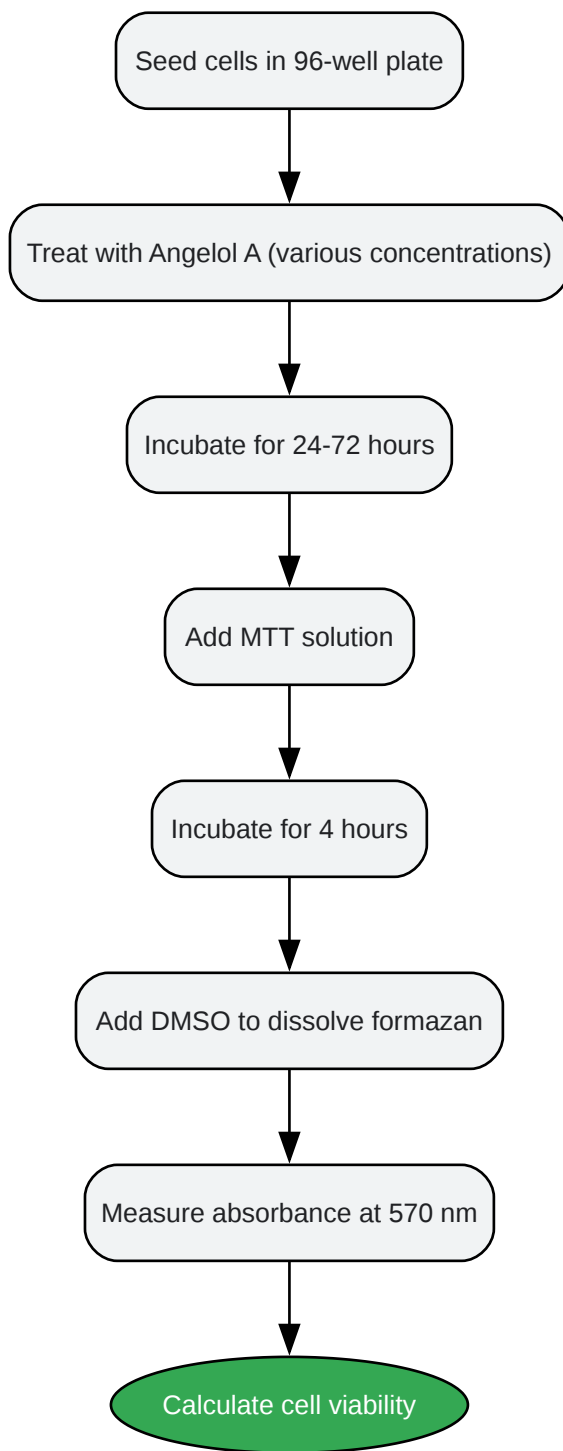 Seed cells in 96-well plate
Treat with Angelol A (various concentrations)
Incubate for 24-72 hours
Add MTT solution
Incubate for 4 hours
Add DMSO to dissolve formazan
Measure absorbance at 570 nm
Calculate cell viability